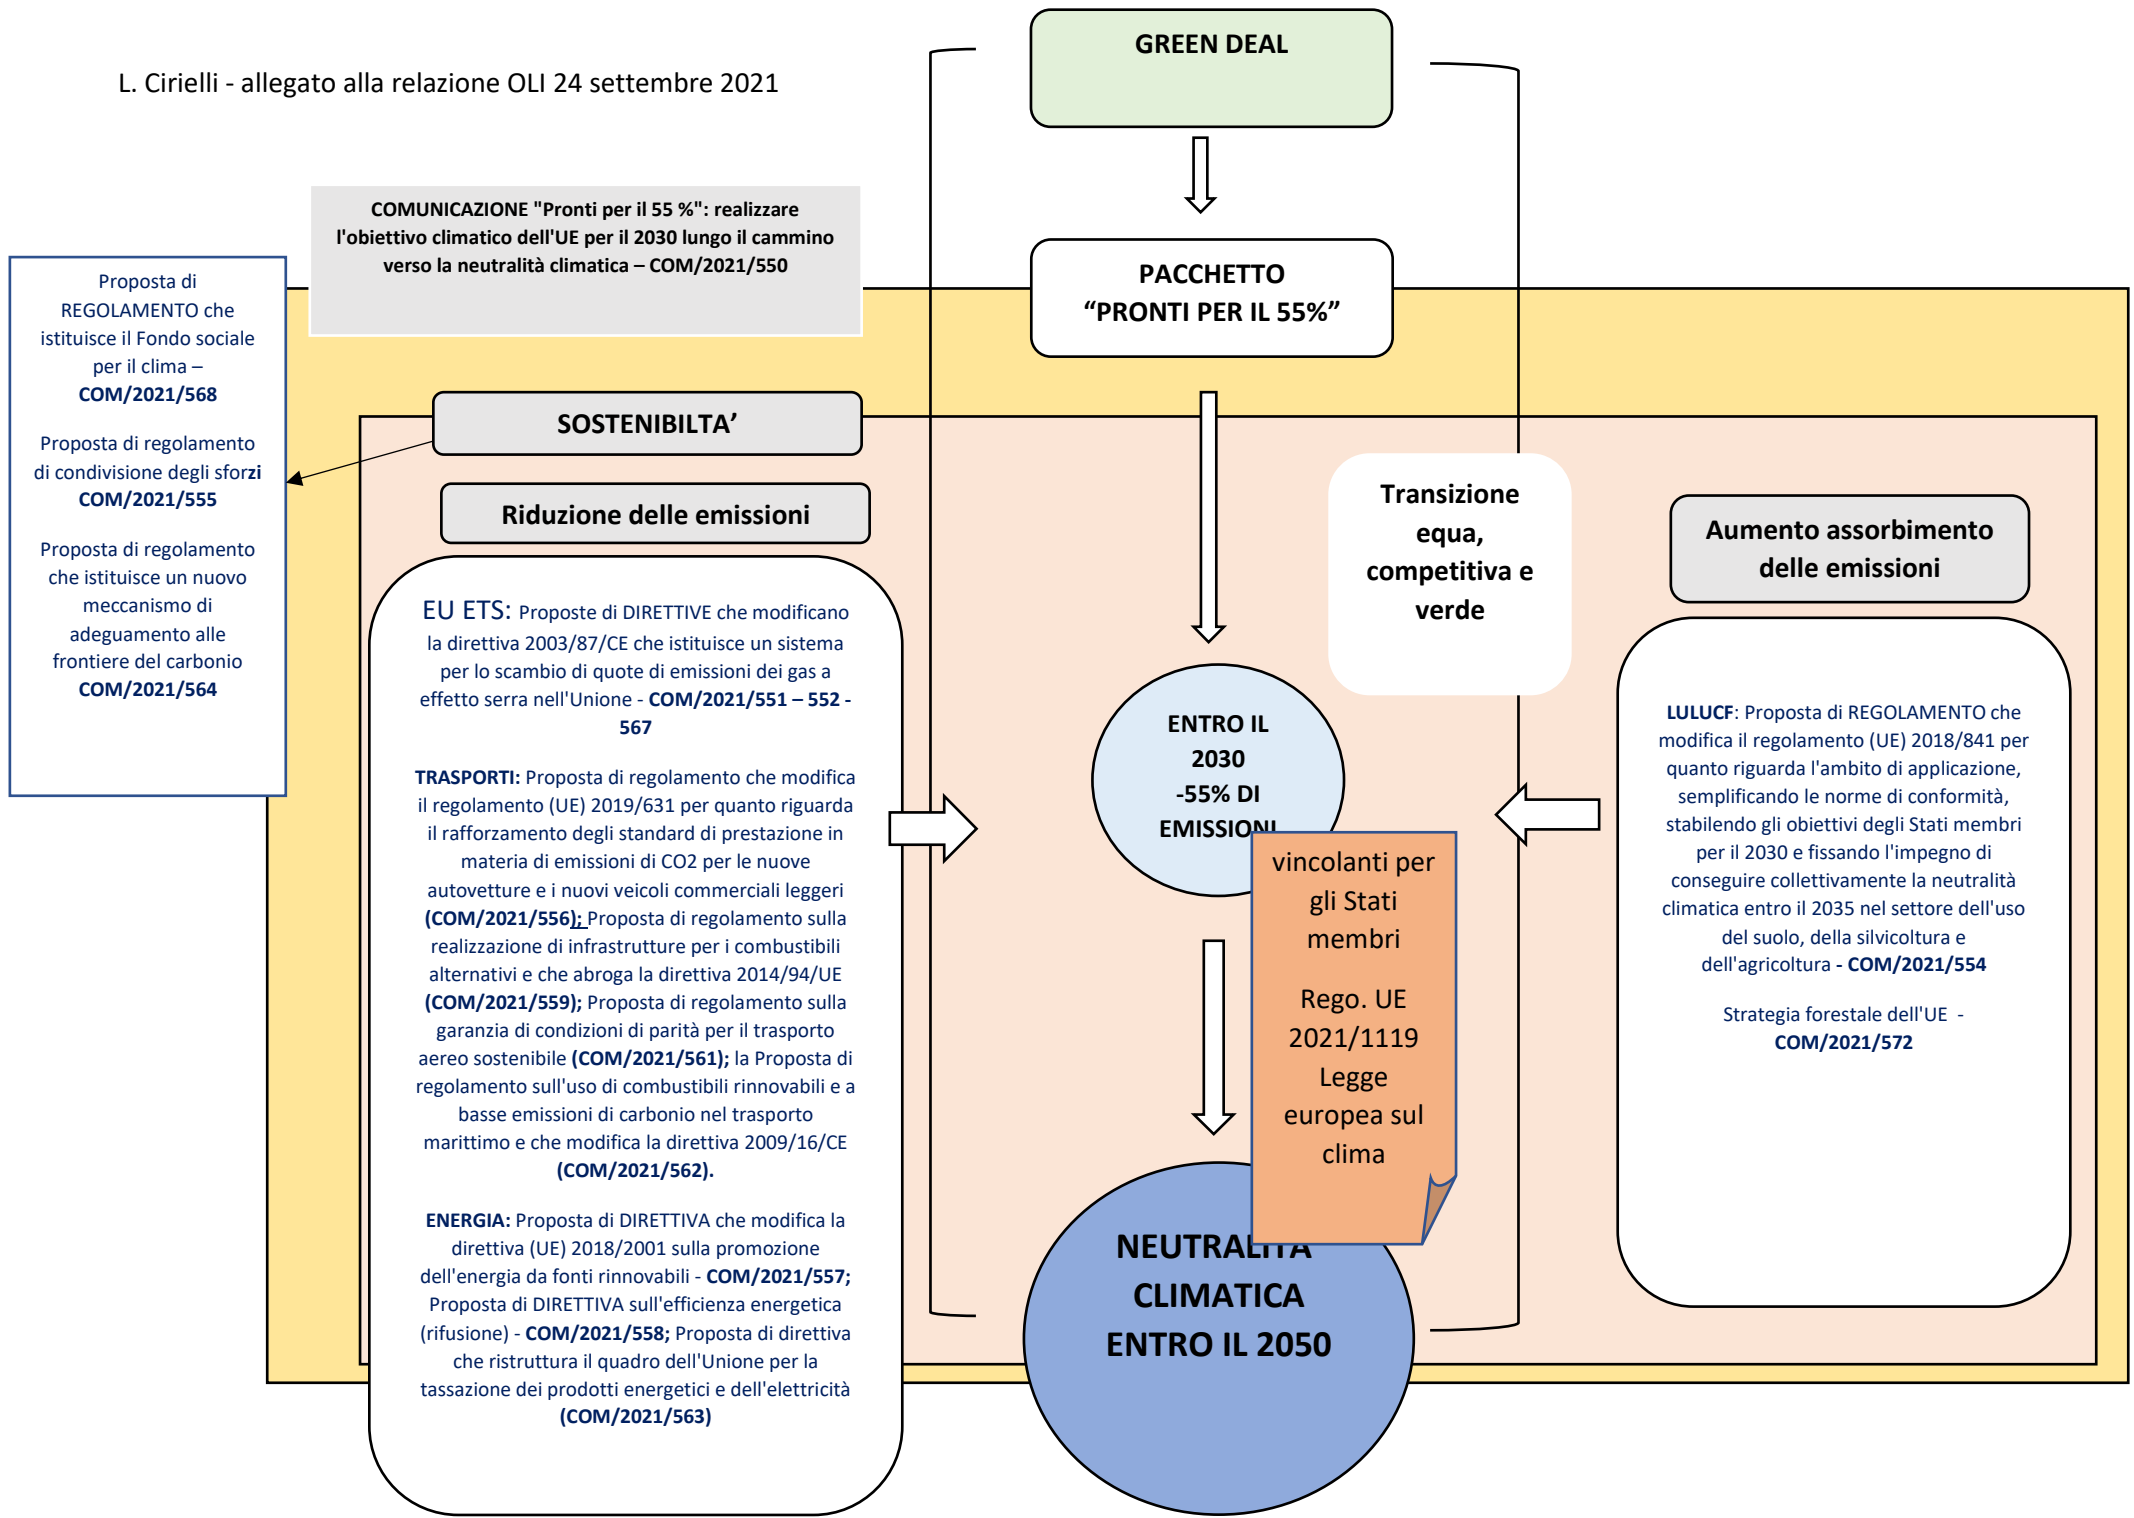 L. Cirielli - allegato alla relazione OLI 24 settembre 2021
GREEN DEAL
COMUNICAZIONE "Pronti per il 55 %": realizzare
l'obiettivo climatico dell'UE per il 2030 lungo il cammino
verso la neutralità climatica – COM/2021/550
PACCHETTO
“PRONTI PER IL 55%”
Proposta di
REGOLAMENTO che
istituisce il Fondo sociale
per il clima –
COM/2021/568
Proposta di regolamento
di condivisione degli sforzi
COM/2021/555
Proposta di regolamento
che istituisce un nuovo
meccanismo di
adeguamento alle
frontiere del carbonio
COM/2021/564
SOSTENIBILTA’
Riduzione delle emissioni
EU ETS: Proposte di DIRETTIVE che modificano
la direttiva 2003/87/CE che istituisce un sistema
per lo scambio di quote di emissioni dei gas a
effetto serra nell'Unione - COM/2021/551 – 552 -
567
TRASPORTI: Proposta di regolamento che modifica
il regolamento (UE) 2019/631 per quanto riguarda
il rafforzamento degli standard di prestazione in
materia di emissioni di CO2 per le nuove
autovetture e i nuovi veicoli commerciali leggeri
(COM/2021/556); Proposta di regolamento sulla
realizzazione di infrastrutture per i combustibili
alternativi e che abroga la direttiva 2014/94/UE
(COM/2021/559); Proposta di regolamento sulla
garanzia di condizioni di parità per il trasporto
aereo sostenibile (COM/2021/561); la Proposta di
regolamento sull'uso di combustibili rinnovabili e a
basse emissioni di carbonio nel trasporto
marittimo e che modifica la direttiva 2009/16/CE
(COM/2021/562).
ENERGIA: Proposta di DIRETTIVA che modifica la
direttiva (UE) 2018/2001 sulla promozione
dell'energia da fonti rinnovabili - COM/2021/557;
Proposta di DIRETTIVA sull'efficienza energetica
(rifusione) - COM/2021/558; Proposta di direttiva
che ristruttura il quadro dell'Unione per la
tassazione dei prodotti energetici e dell'elettricità
(COM/2021/563)
Transizione
equa,
competitiva e
verde
ENTRO IL
2030
-55% DI
EMISSIONI
vincolanti per
gli Stati
membri
Rego. UE
2021/1119
Legge
europea sul
clima
NEUTRALITA
CLIMATICA
ENTRO IL 2050
Aumento assorbimento
delle emissioni
LULUCF: Proposta di REGOLAMENTO che
modifica il regolamento (UE) 2018/841 per
quanto riguarda l'ambito di applicazione,
semplificando le norme di conformità,
stabilendo gli obiettivi degli Stati membri
per il 2030 e fissando l'impegno di
conseguire collettivamente la neutralità
climatica entro il 2035 nel settore dell'uso
del suolo, della silvicoltura e
dell'agricoltura - COM/2021/554
Strategia forestale dell'UE -
COM/2021/572